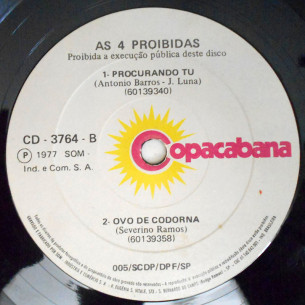 AS 4 PROIBIDAS
Proibida a execução pública deste disco
1- PROCURANDO TU
(Antonio Barros - J. Luna)
(60139340)
CD - 3764 - B
℗ 1977 SOM -
Ind. e Com. S. A.
Copacabana
2- OVO DE CODORNA
(Severino Ramos)
(60139358)
005/SCDP/DPF/SP